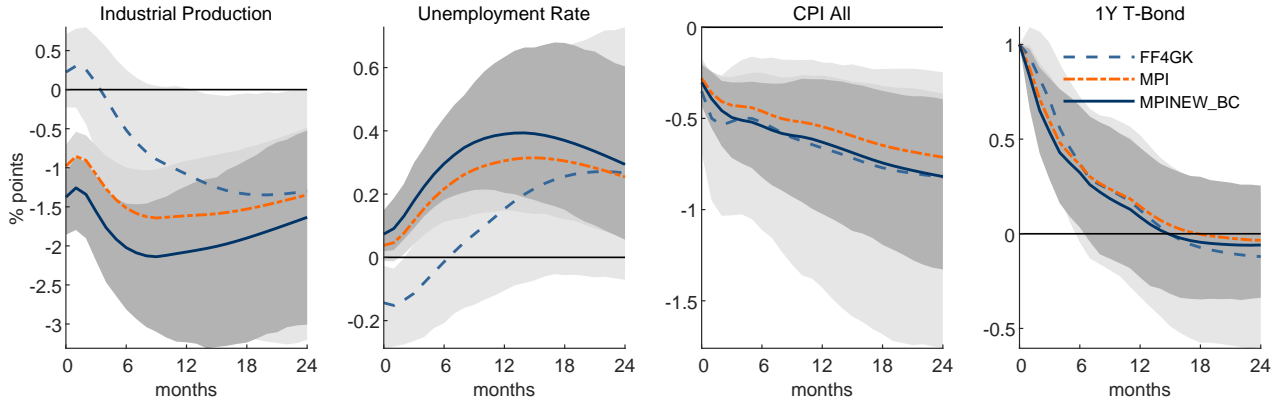 Industrial Production
% points
0.5
0
-0.5
-1
-1.5
-2
-2.5
-3
0 6 12 18 24
months
Unemployment Rate
0.6
0.4
0.2
0
-0.2
0 6 12 18 24
months
CPI All
0
-0.5
-1
-1.5
0 6 12 18 24
months
1Y T-Bond
FF4GK
MPI
MPINEW_BC
1
0.5
0
-0.5
0 6 12 18 24
months